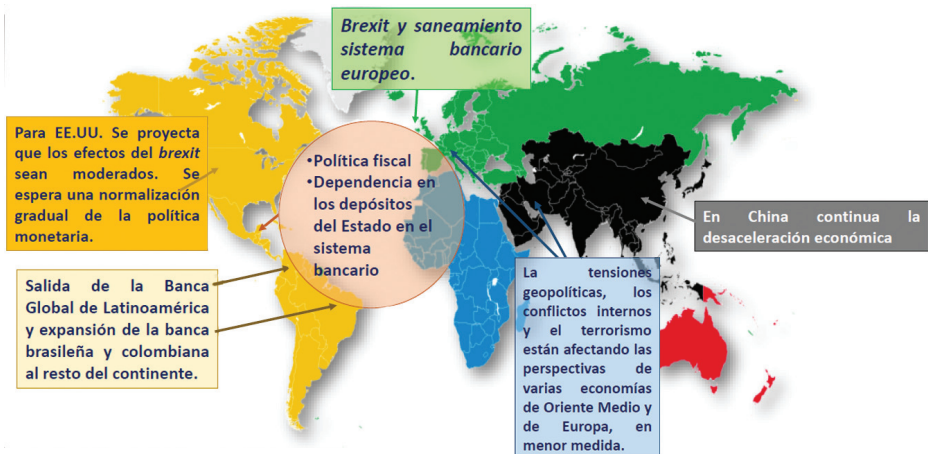 Brexit y saneamiento
sistema bancario
europeo.
Para EE.UU. Se proyecta
que los efectos del brexit
sean moderados. Se
espera una normalización
gradual de la política
monetaria.
•Política fiscal
•Dependencia en
los depósitos
del Estado en el
sistema
bancario
En China continua la
desaceleración económica
Salida de la Banca
Global de Latinoamérica
y expansión de la banca
brasileña y colombiana
al resto del continente.
La tensiones
geopolíticas, los
conflictos internos
y el terrorismo
están afectando las
perspectivas de
varias economías
de Oriente Medio y
de Europa, en
menor medida.